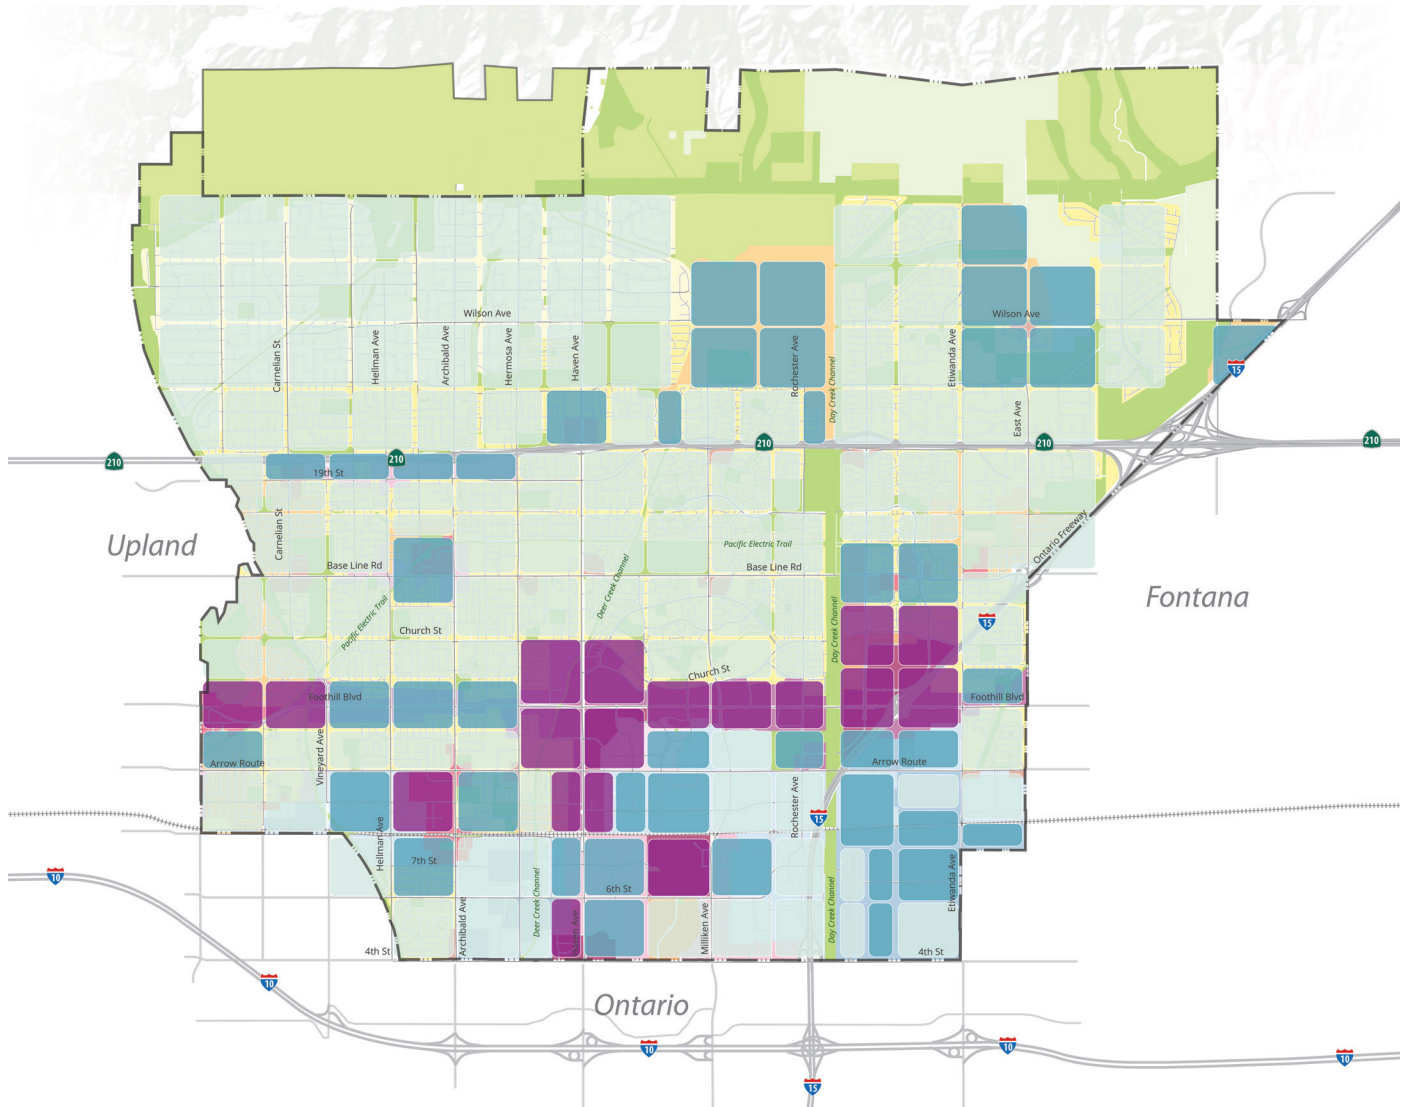 Wilson Ave
Wilson Ave
Carnelian St
Hellman Ave
Archibald Ave
Hermosa Ave
Haven Ave
Rochester Ave
Day Creek Channel
Etiwanda Ave
East Ave
15
210
210
210
210
210
19th St
Upland
Carnelian St
Base Line Rd
Pacific Electric Trail
Base Line Rd
Ontario Freeway
Deer Creek Channel
Pacific Electric Trail
Church St
Day Creek Channel
15
Fontana
Church St
Foothill Blvd
Foothill Blvd
Vineyard Ave
Arrow Route
Arrow Route
Rochester Ave
15
Hellman Ave
7th St
6th St
10
Deer Creek Channel
Archibald Ave
Haven Ave
Milliken Ave
Day Creek Channel
Etiwanda Ave
4th St
4th St
10
Ontario
10
10
10
15